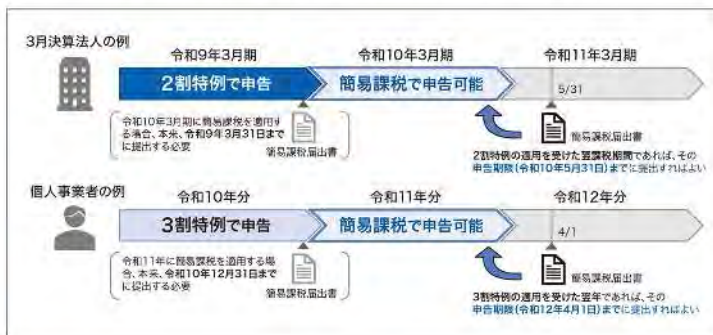 3月決算法人の例
令和9年3月期
令和10年3月期
令和11年3月期
2割特例で申告
簡易課税で申告可能
5/31
令和10年3月期に簡易課税を適用す
る場合、本来、令和9年3月31日まで
に提出する必要
簡易課税届出書
簡易課税届出書
2割特例の適用を受けた翌課税期間であれば、その
申告期限(令和10年5月31日)までに提出すればよい
個人事業者の例
令和10年分
令和11年分
令和12年分
3割特例で申告
簡易課税で申告可能
4/1
令和11年に簡易課税を適用する場
合、本来、令和10年12月31日まで
に提出する必要
簡易課税届出書
簡易課税届出書
3割特例の適用を受けた翌年であれば、その
申告期限(令和12年4月1日)までに提出すればよい